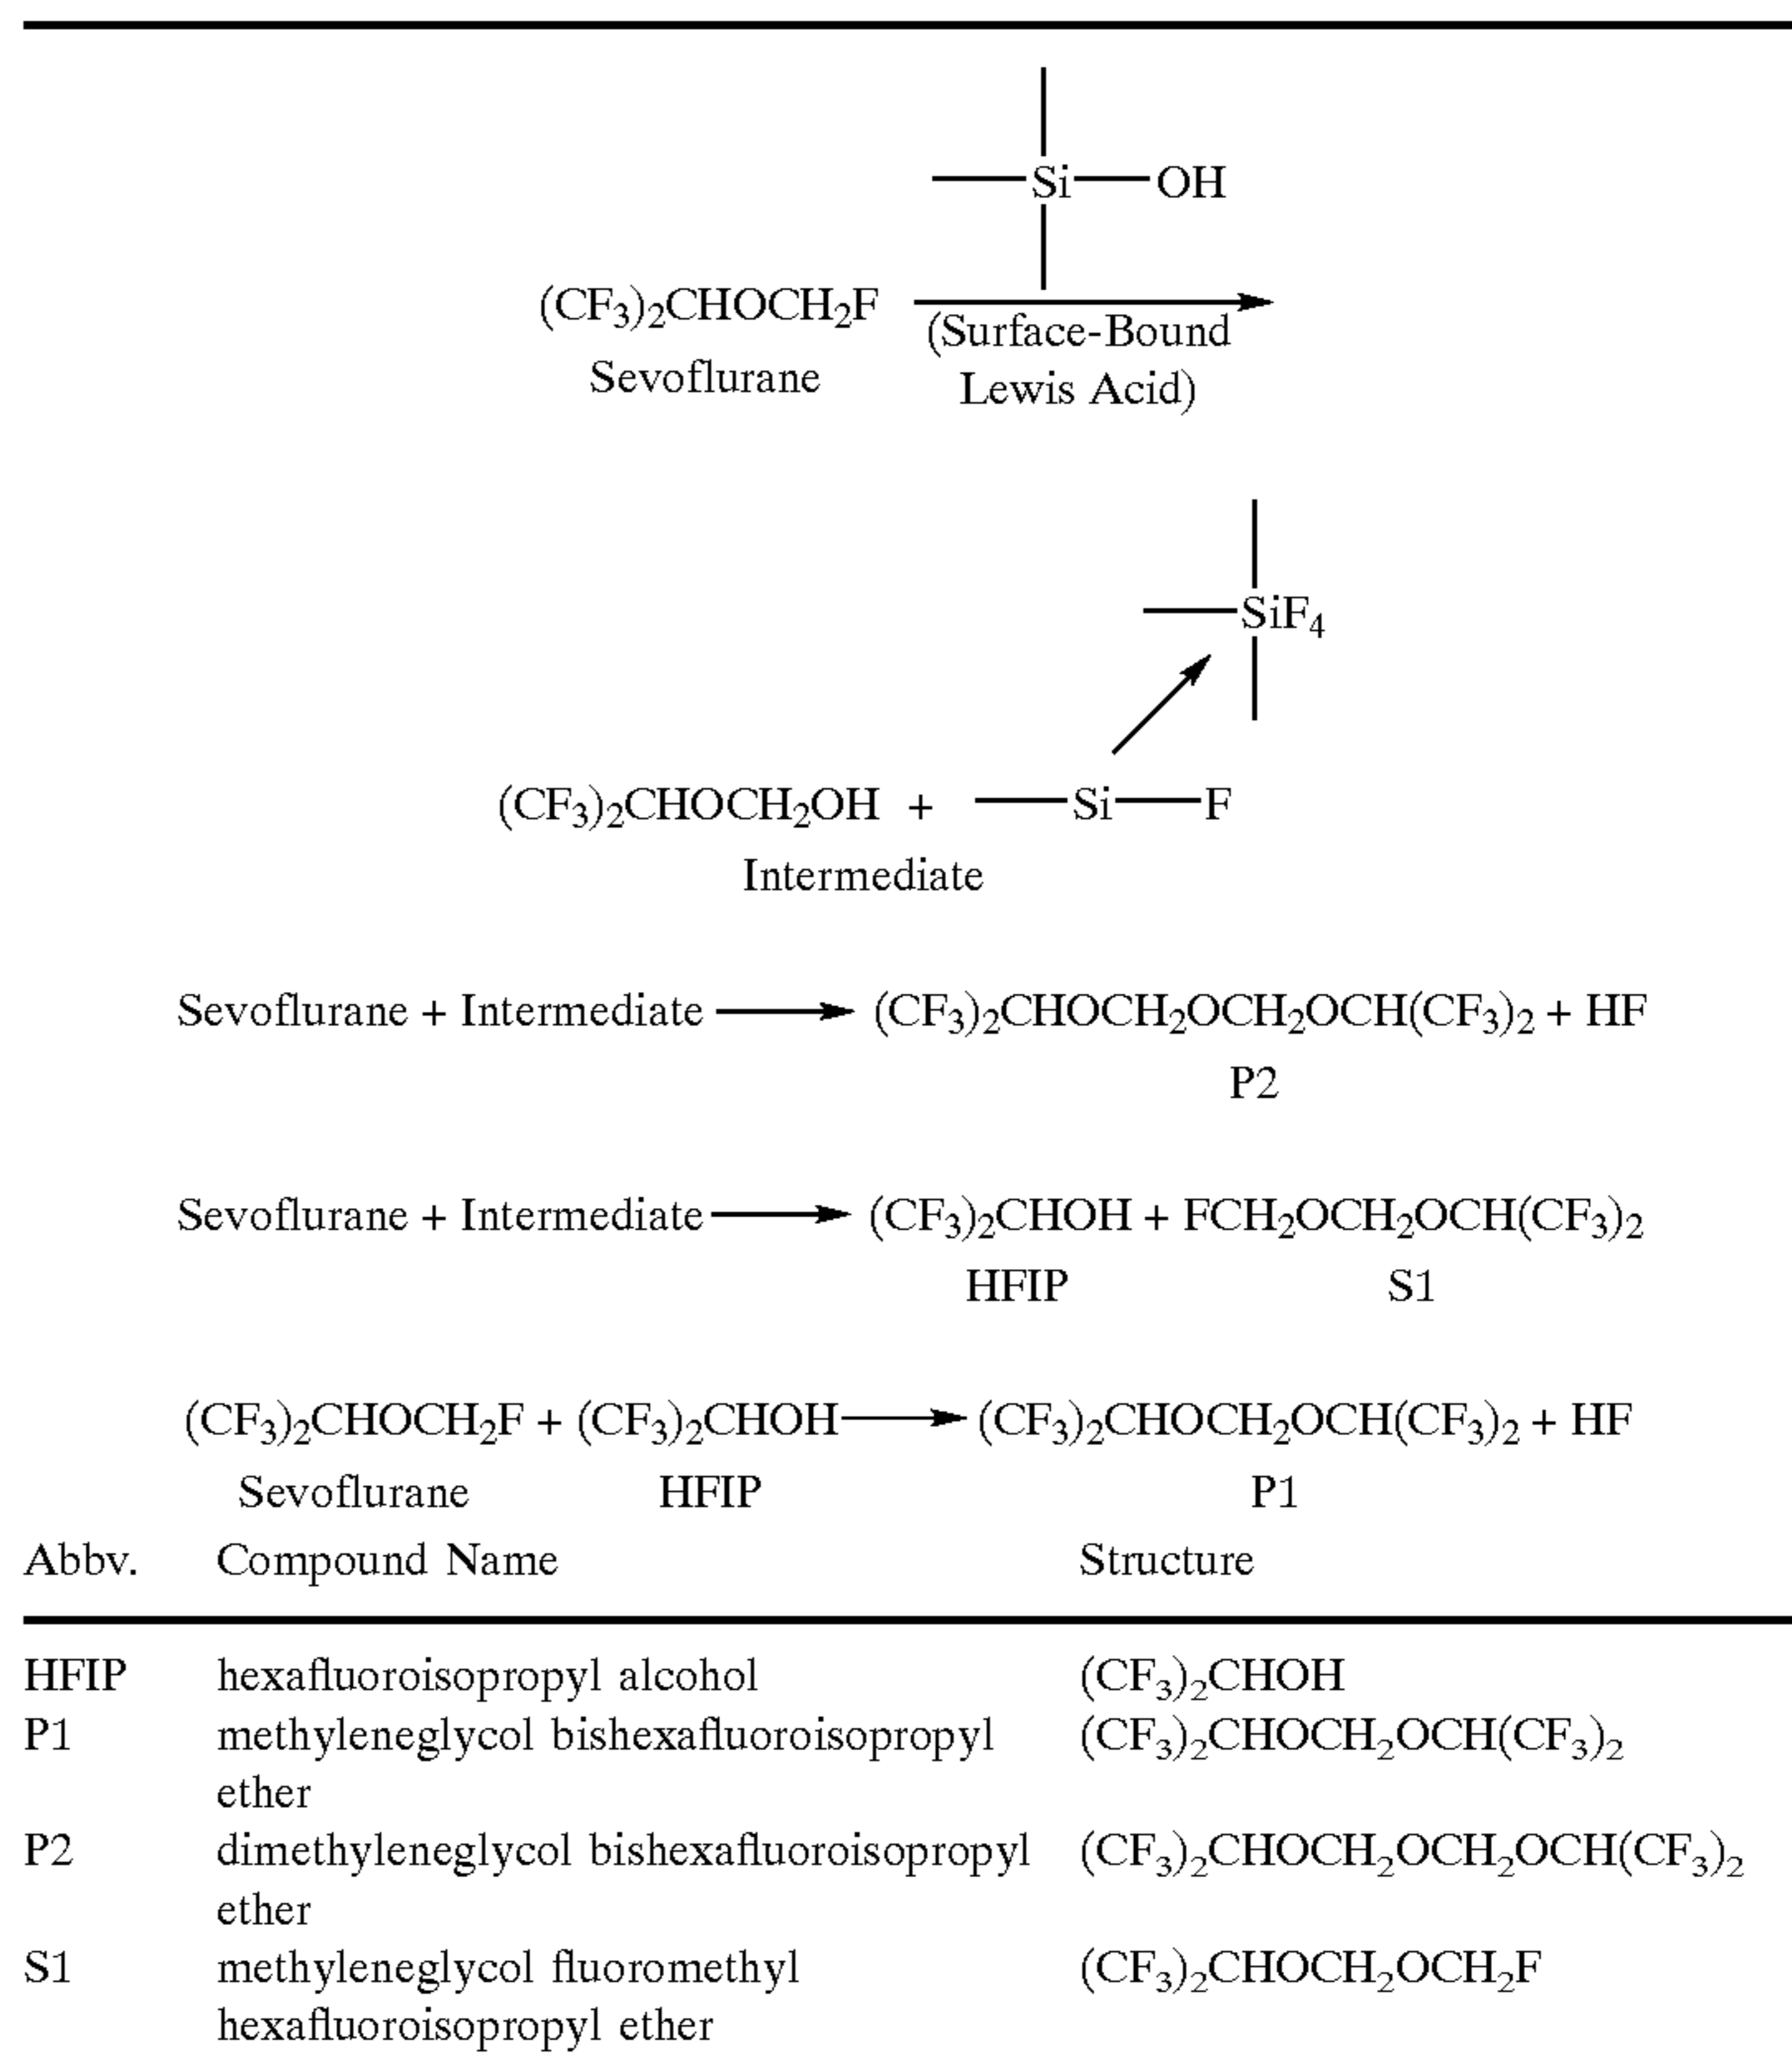 Si—OH
(CF₃)₂CHOCH₂F
(Surface-Bound
Sevoflurane
Lewis Acid)
SiF₄
(CF₃)₂CHOCH₂OH + —Si—F
Intermediate
Sevoflurane + Intermediate ⟶ (CF₃)₂CHOCH₂OCH₂OCH(CF₃)₂ + HF
P2
Sevoflurane + Intermediate ⟶ (CF₃)₂CHOH + FCH₂OCH₂OCH(CF₃)₂
HFIP S1
(CF₃)₂CHOCH₂F + (CF₃)₂CHOH ⟶ (CF₃)₂CHOCH₂OCH(CF₃)₂ + HF
Sevoflurane HFIP P1
Abbv. Compound Name Structure
HFIP hexafluoroisopropyl alcohol (CF₃)₂CHOH
P1 methyleneglycol bishexafluoroisopropyl (CF₃)₂CHOCH₂OCH(CF₃)₂
ether
P2 dimethyleneglycol bishexafluoroisopropyl (CF₃)₂CHOCH₂OCH₂OCH(CF₃)₂
ether
S1 methyleneglycol fluoromethyl (CF₃)₂CHOCH₂OCH₂F
hexafluoroisopropyl ether